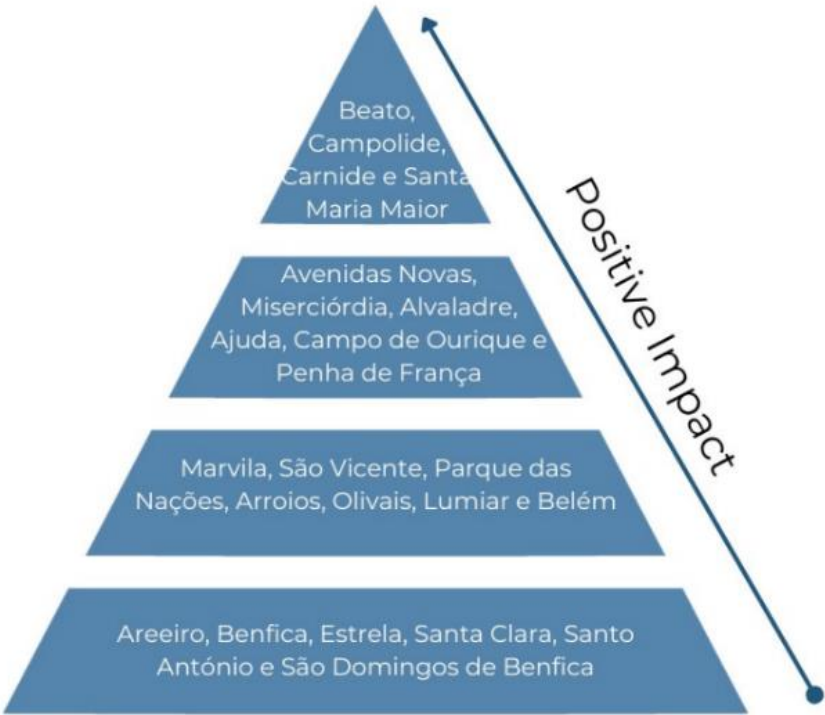 Beato,
Campolide,
Carnide e Santa
Maria Maior
Avenidas Novas,
Miserciórdia, Alvaladre,
Ajuda, Campo de Ourique e
Penha de França
Marvila, São Vicente, Parque das
Nações, Arroios, Olivais, Lumiar e Belém
Areeiro, Benfica, Estrela, Santa Clara, Santo
António e São Domingos de Benfica
Positive Impact